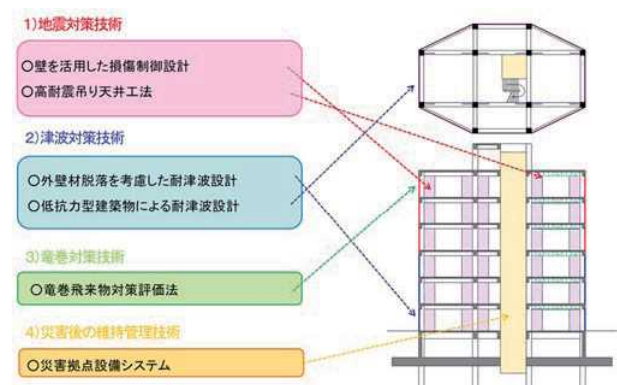 1)地震対策技術
○壁を活用した損傷制御設計
○高耐震吊り天井工法
2)津波対策技術
○外壁材脱落を考慮した耐津波設計
○低抗力型建築物による耐津波設計
3)竜巻対策技術
○竜巻飛来物対策評価法
4)災害後の維持管理技術
○災害拠点設備システム